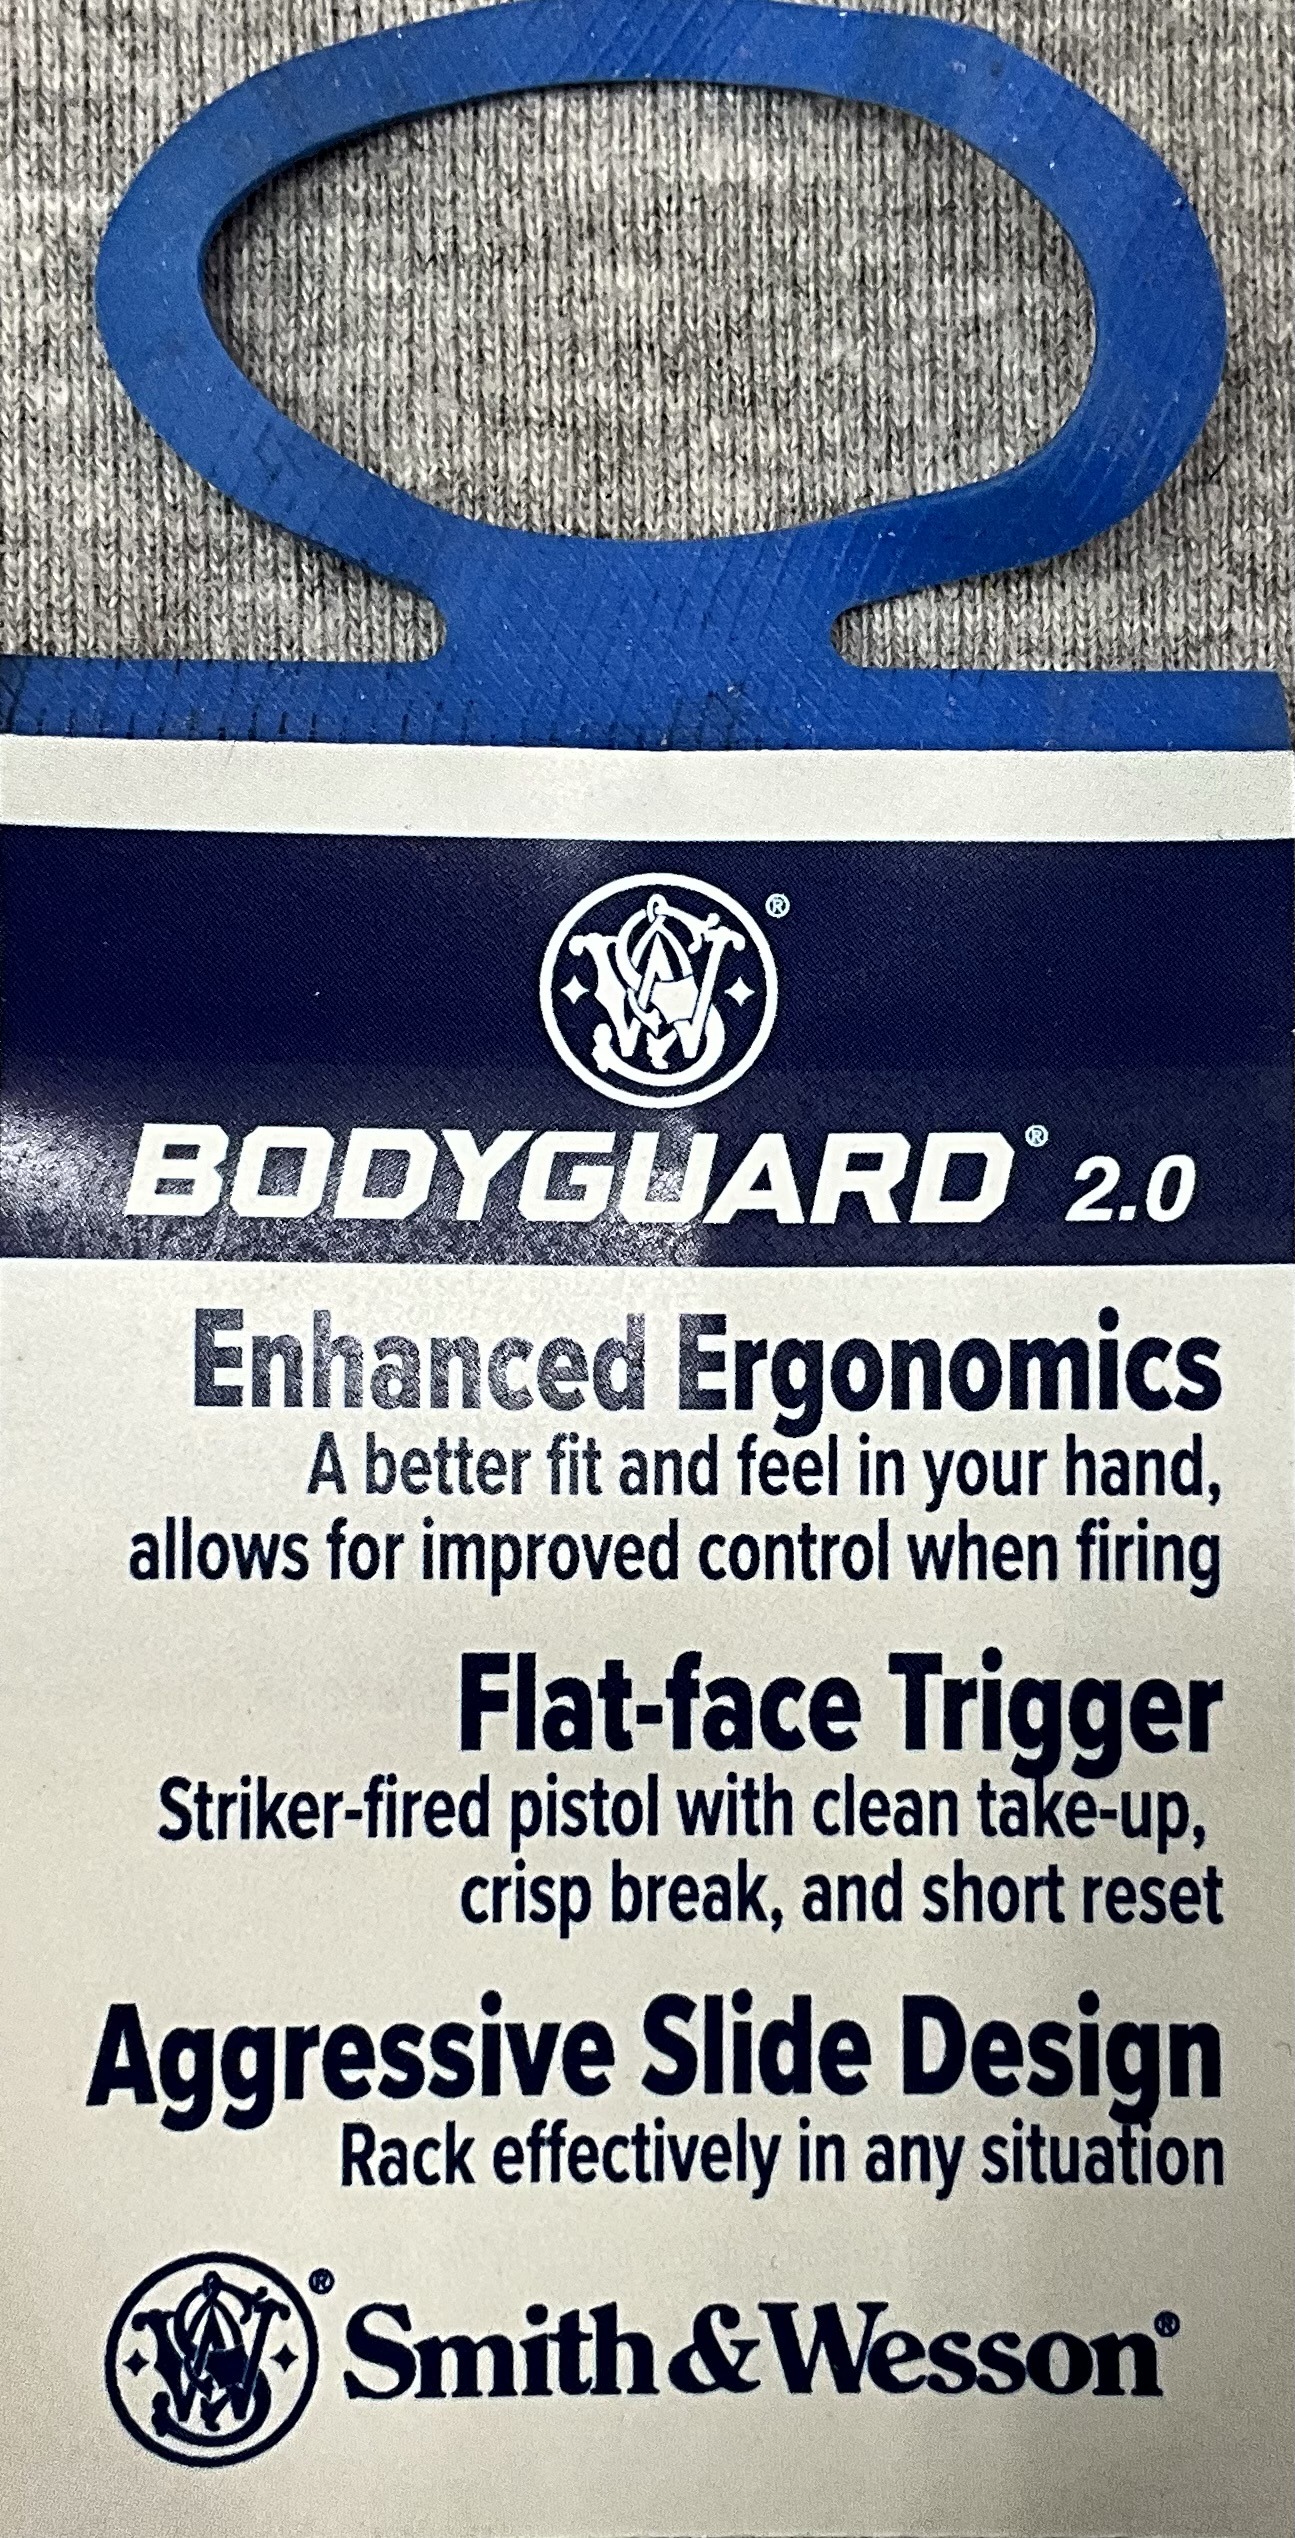 ®
BODYGUARD® 2.0
Enhanced Ergonomics
A better fit and feel in your hand,
allows for improved control when firing
Flat-face Trigger
Striker-fired pistol with clean take-up,
crisp break, and short reset
Aggressive Slide Design
Rack effectively in any situation
® Smith & Wesson®